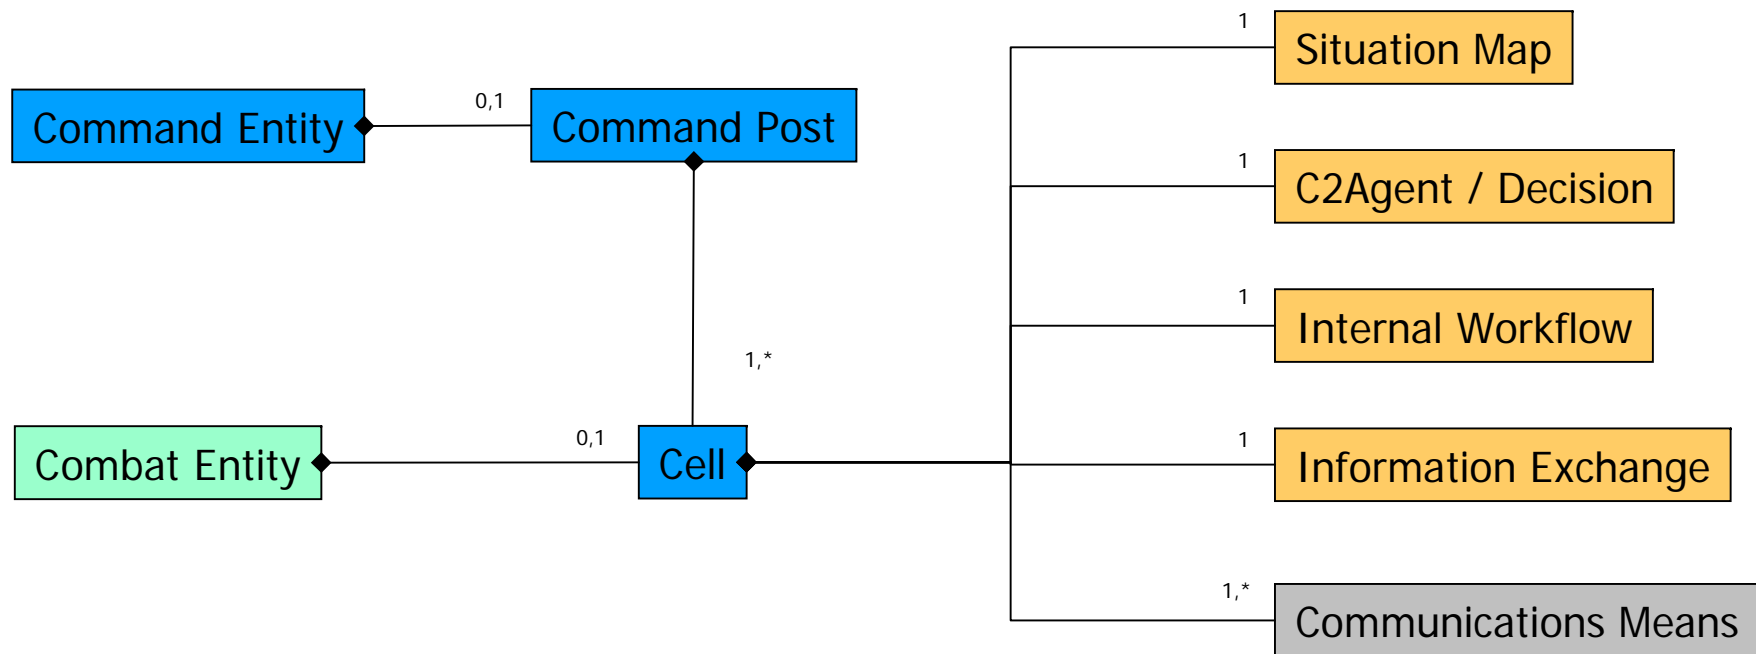 1
Situation Map
Command Entity
0,1
Command Post
1
C2Agent / Decision
1
Internal Workflow
1,*
Combat Entity
0,1
Cell
1
Information Exchange
1,*
Communications Means